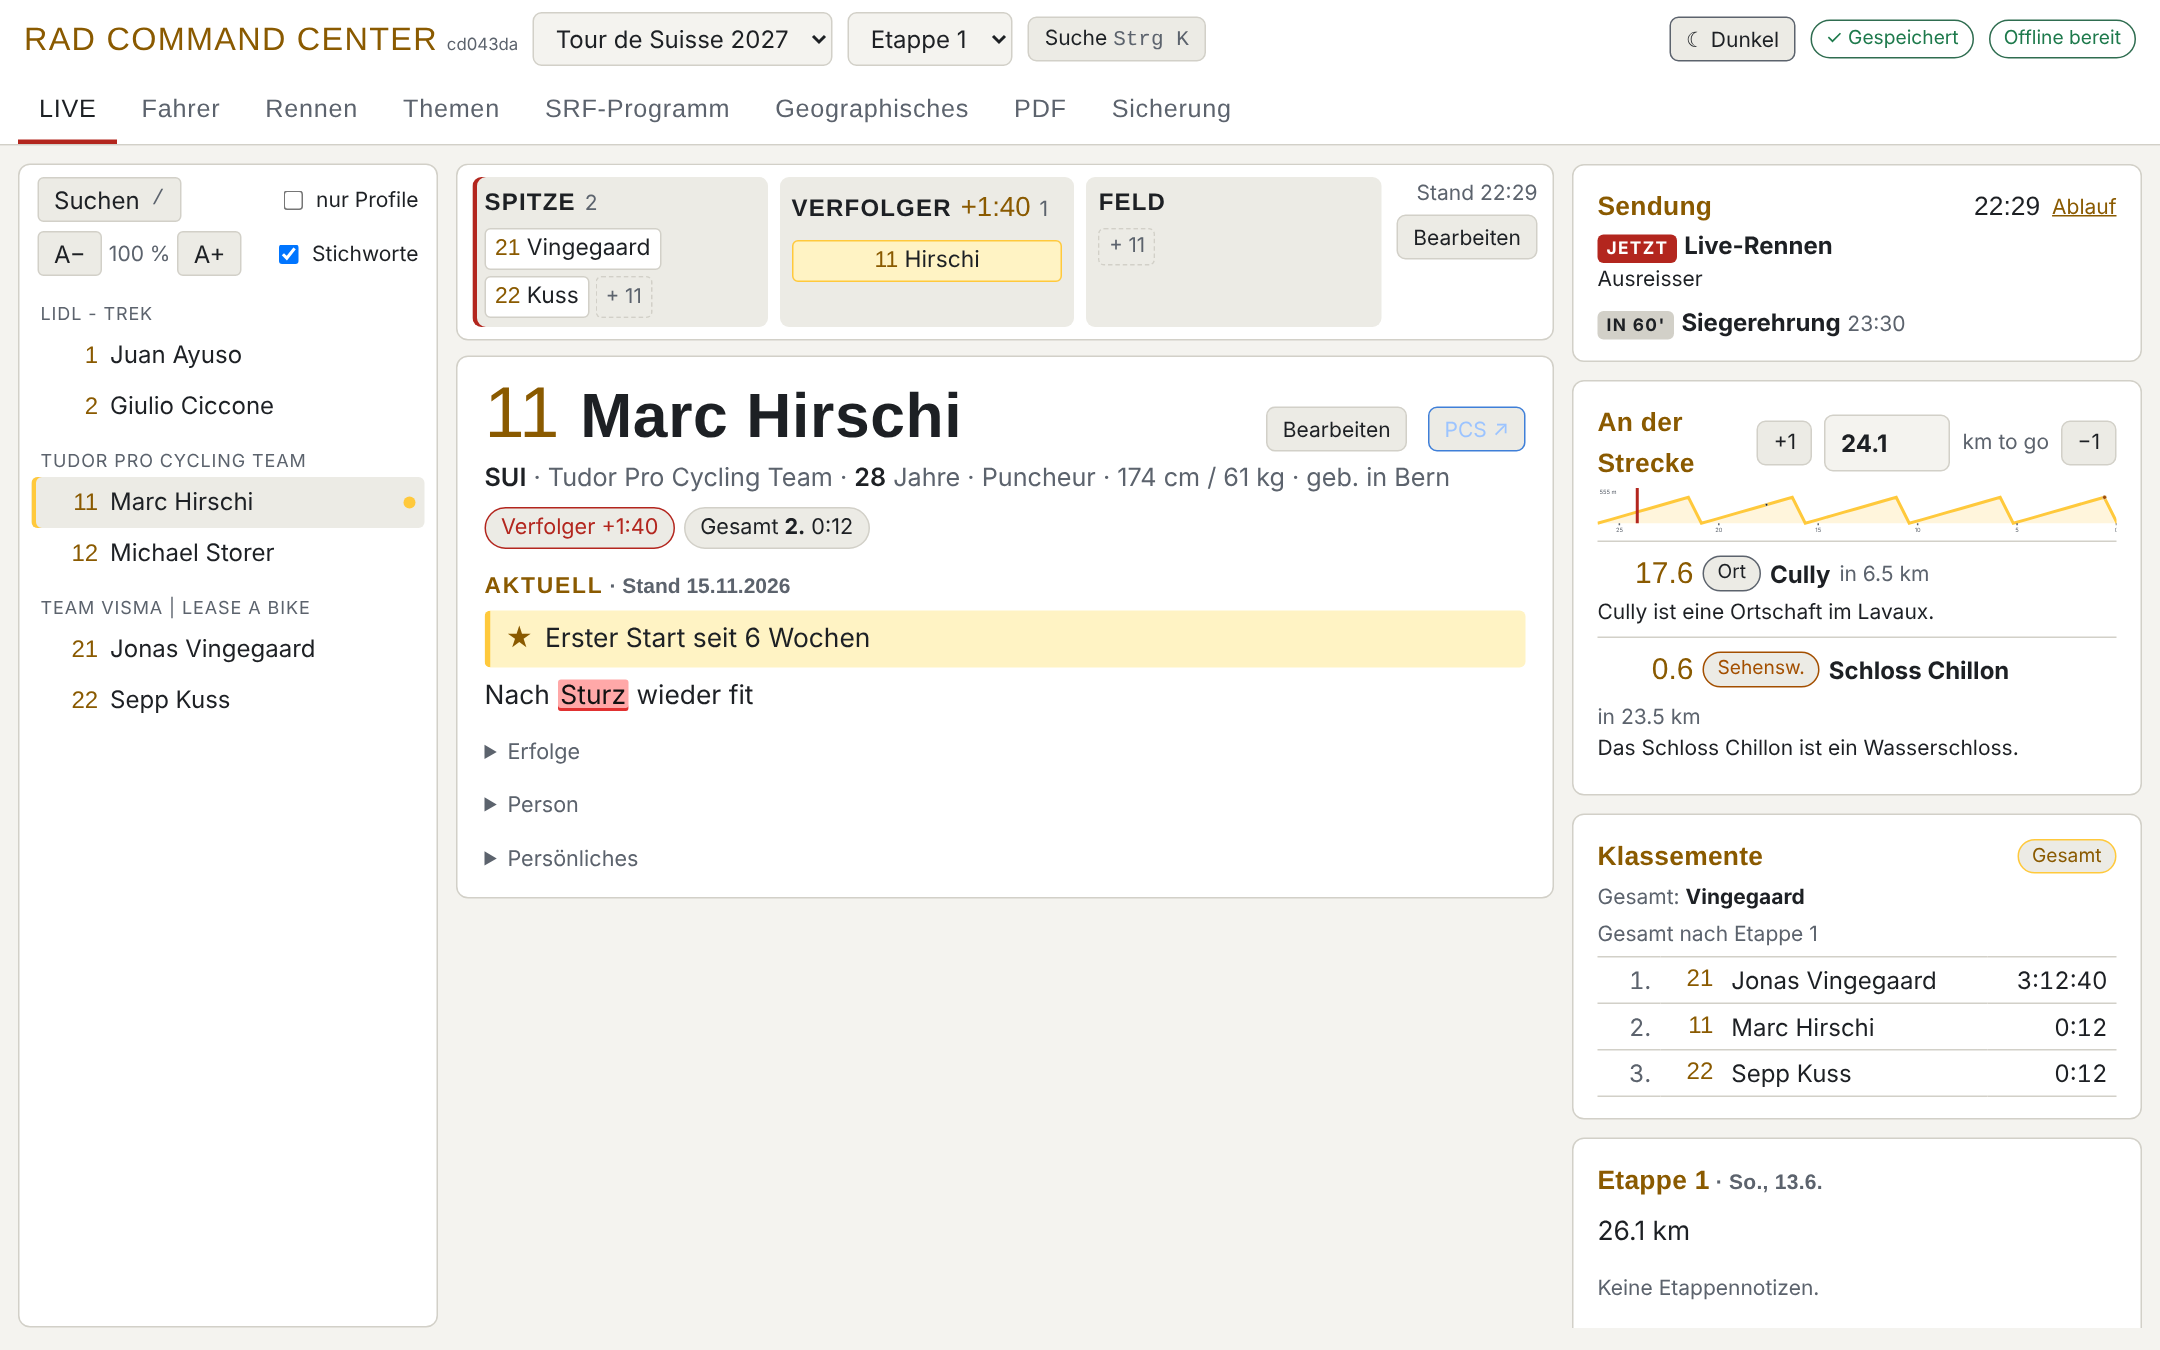 RAD COMMAND CENTER cd043da Tour de Suisse 2027 Etappe 1 Suche Strg K ☾ Dunkel ✓ Gespeichert Offline bereit
LIVE Fahrer Rennen Themen SRF-Programm Geographisches PDF Sicherung
Suchen / nur Profile
A− 100 % A+ Stichworte
LIDL - TREK
1 Juan Ayuso
2 Giulio Ciccone
TUDOR PRO CYCLING TEAM
11 Marc Hirschi
12 Michael Storer
TEAM VISMA | LEASE A BIKE
21 Jonas Vingegaard
22 Sepp Kuss
SPITZE 2
21 Vingegaard
22 Kuss + 11
VERFOLGER +1:40 1
11 Hirschi
FELD
+ 11
Stand 22:29
Bearbeiten
11 Marc Hirschi Bearbeiten PCS ↗
SUI · Tudor Pro Cycling Team · 28 Jahre · Puncheur · 174 cm / 61 kg · geb. in Bern
Verfolger +1:40 Gesamt 2. 0:12
AKTUELL · Stand 15.11.2026
★ Erster Start seit 6 Wochen
Nach Sturz wieder fit
▶ Erfolge
▶ Person
▶ Persönliches
Sendung 22:29 Ablauf
JETZT Live-Rennen
Ausreisser
IN 60' Siegerehrung 23:30
An der Strecke +1 24.1 km to go −1
555 m
25 20 15 10 5
17.6 Ort Cully in 6.5 km
Cully ist eine Ortschaft im Lavaux.
0.6 Sehensw. Schloss Chillon
in 23.5 km
Das Schloss Chillon ist ein Wasserschloss.
Klassemente Gesamt
Gesamt: Vingegaard
Gesamt nach Etappe 1
1. 21 Jonas Vingegaard 3:12:40
2. 11 Marc Hirschi 0:12
3. 22 Sepp Kuss 0:12
Etappe 1 · So., 13.6.
26.1 km
Keine Etappennotizen.